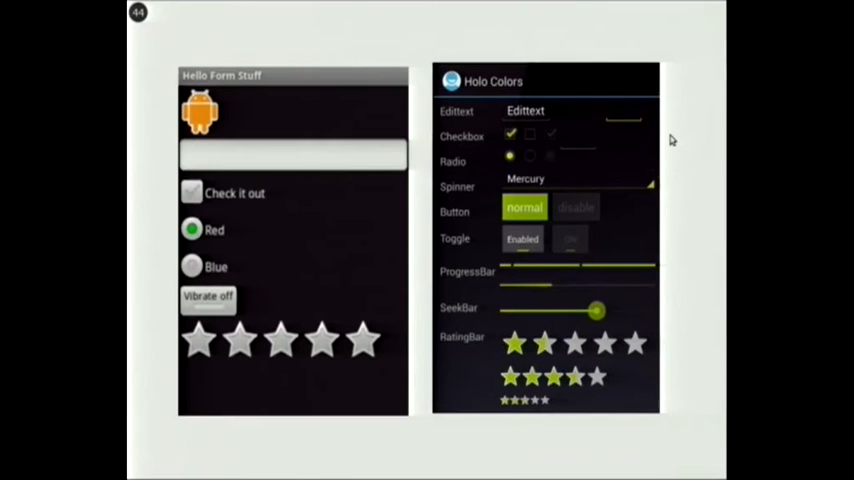 44
Hello Form Stuff
Check it out
Red
Blue
Vibrate off
Holo Colors
Edittext Edittext
Checkbox
Radio
Spinner Mercury
Button normal disable
Toggle Enabled
ProgressBar
SeekBar
RatingBar